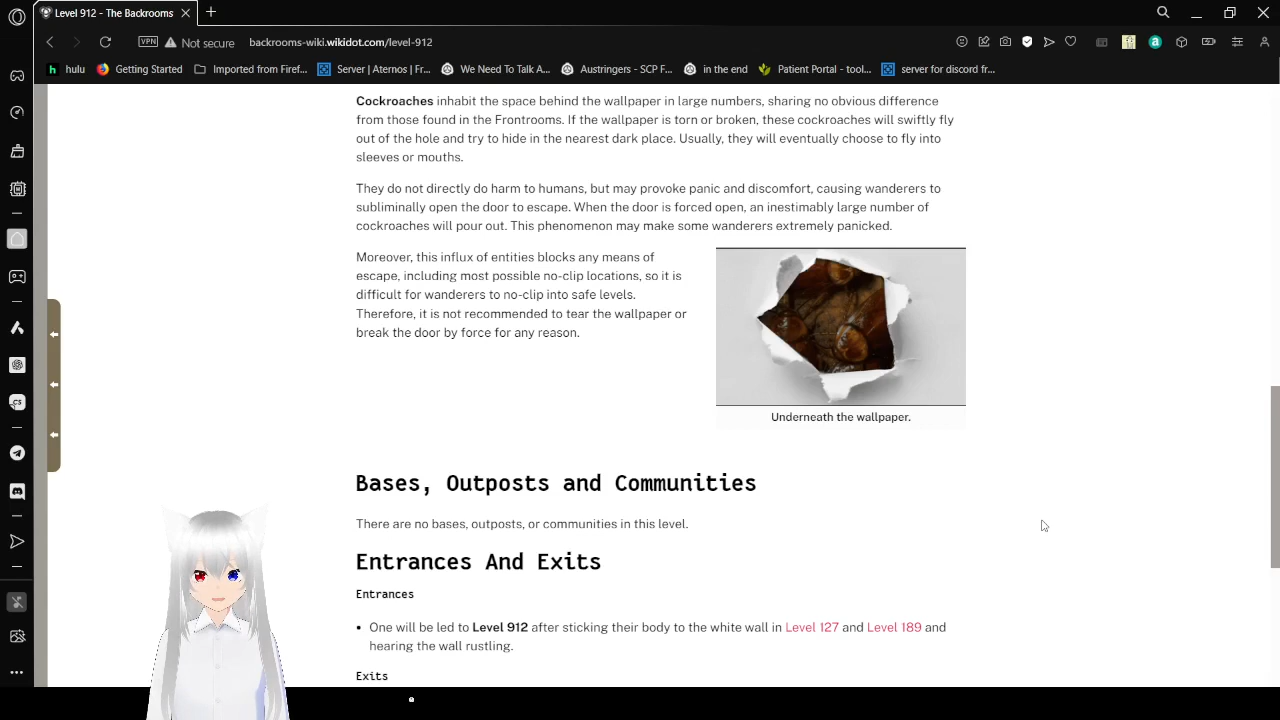 Level 912 - The Backrooms
VPN
Not secure
backrooms-wiki.wikidot.com/level-912
hulu
Getting Started
Imported from Firef...
Server | Aternos | Fr...
We Need To Talk A...
Austringers - SCP F...
in the end
Patient Portal - tool...
server for discord fr...
Cockroaches inhabit the space behind the wallpaper in large numbers, sharing no obvious difference
from those found in the Frontrooms. If the wallpaper is torn or broken, these cockroaches will swiftly fly
out of the hole and try to hide in the nearest dark place. Usually, they will eventually choose to fly into
sleeves or mouths.
They do not directly do harm to humans, but may provoke panic and discomfort, causing wanderers to
subliminally open the door to escape. When the door is forced open, an inestimably large number of
cockroaches will pour out. This phenomenon may make some wanderers extremely panicked.
Moreover, this influx of entities blocks any means of
escape, including most possible no-clip locations, so it is
difficult for wanderers to no-clip into safe levels.
Therefore, it is not recommended to tear the wallpaper or
break the door by force for any reason.
Underneath the wallpaper.
Bases, Outposts and Communities
There are no bases, outposts, or communities in this level.
Entrances And Exits
Entrances
One will be led to Level 912 after sticking their body to the white wall in Level 127 and Level 189 and
hearing the wall rustling.
Exits